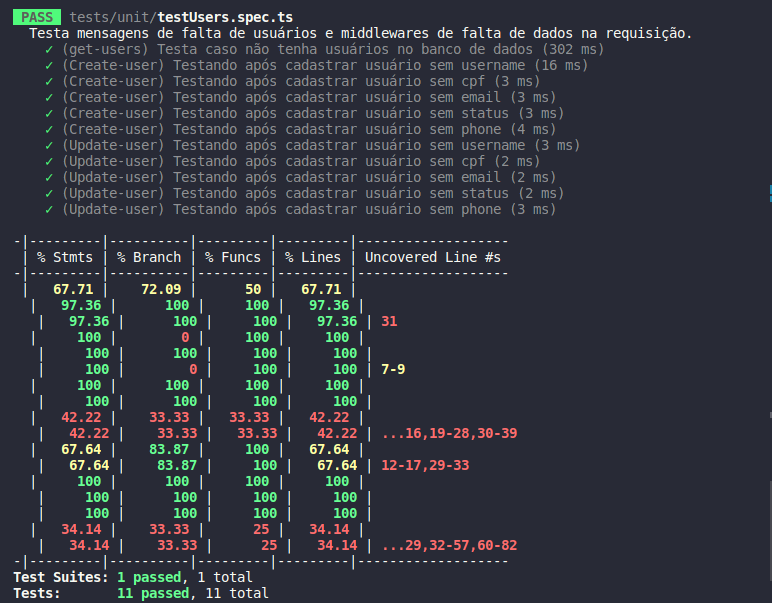 PASS tests/unit/testUsers.spec.ts
  Testa mensagens de falta de usuários e middlewares de falta de dados na requisição.
    ✓ (get-users) Testa caso não tenha usuários no banco de dados (302 ms)
    ✓ (Create-user) Testando após cadastrar usuário sem username (16 ms)
    ✓ (Create-user) Testando após cadastrar usuário sem cpf (3 ms)
    ✓ (Create-user) Testando após cadastrar usuário sem email (3 ms)
    ✓ (Create-user) Testando após cadastrar usuário sem status (3 ms)
    ✓ (Create-user) Testando após cadastrar usuário sem phone (4 ms)
    ✓ (Update-user) Testando após cadastrar usuário sem username (3 ms)
    ✓ (Update-user) Testando após cadastrar usuário sem cpf (2 ms)
    ✓ (Update-user) Testando após cadastrar usuário sem email (2 ms)
    ✓ (Update-user) Testando após cadastrar usuário sem status (2 ms)
    ✓ (Update-user) Testando após cadastrar usuário sem phone (3 ms)
-|---------|----------|---------|---------|-------------------
 | % Stmts | % Branch | % Funcs | % Lines | Uncovered Line #s
-|---------|----------|---------|---------|-------------------
 |   67.71 |    72.09 |      50 |   67.71 |
  |   97.36 |      100 |     100 |   97.36 |
   |   97.36 |      100 |     100 |   97.36 | 31
  |     100 |        0 |     100 |     100 |
   |     100 |      100 |     100 |     100 |
   |     100 |        0 |     100 |     100 | 7-9
  |     100 |      100 |     100 |     100 |
   |     100 |      100 |     100 |     100 |
  |   42.22 |    33.33 |   33.33 |   42.22 |
   |   42.22 |    33.33 |   33.33 |   42.22 | ...16,19-28,30-39
  |   67.64 |    83.87 |     100 |   67.64 |
   |   67.64 |    83.87 |     100 |   67.64 | 12-17,29-33
  |     100 |      100 |     100 |     100 |
   |     100 |      100 |     100 |     100 |
   |     100 |      100 |     100 |     100 |
  |   34.14 |    33.33 |      25 |   34.14 |
   |   34.14 |    33.33 |      25 |   34.14 | ...29,32-57,60-82
-|---------|----------|---------|---------|-------------------
Test Suites: 1 passed, 1 total
Tests:       11 passed, 11 total